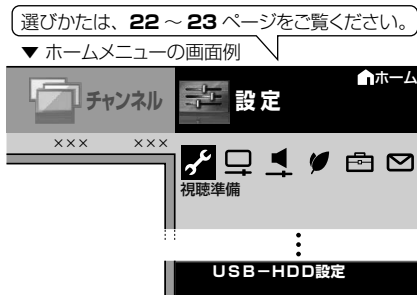 選びかたは、22～23ページをご覧ください。
▼ ホームメニューの画面例
チャンネル 設定 ホーム
××× ×××
視聴準備
USB－HDD設定